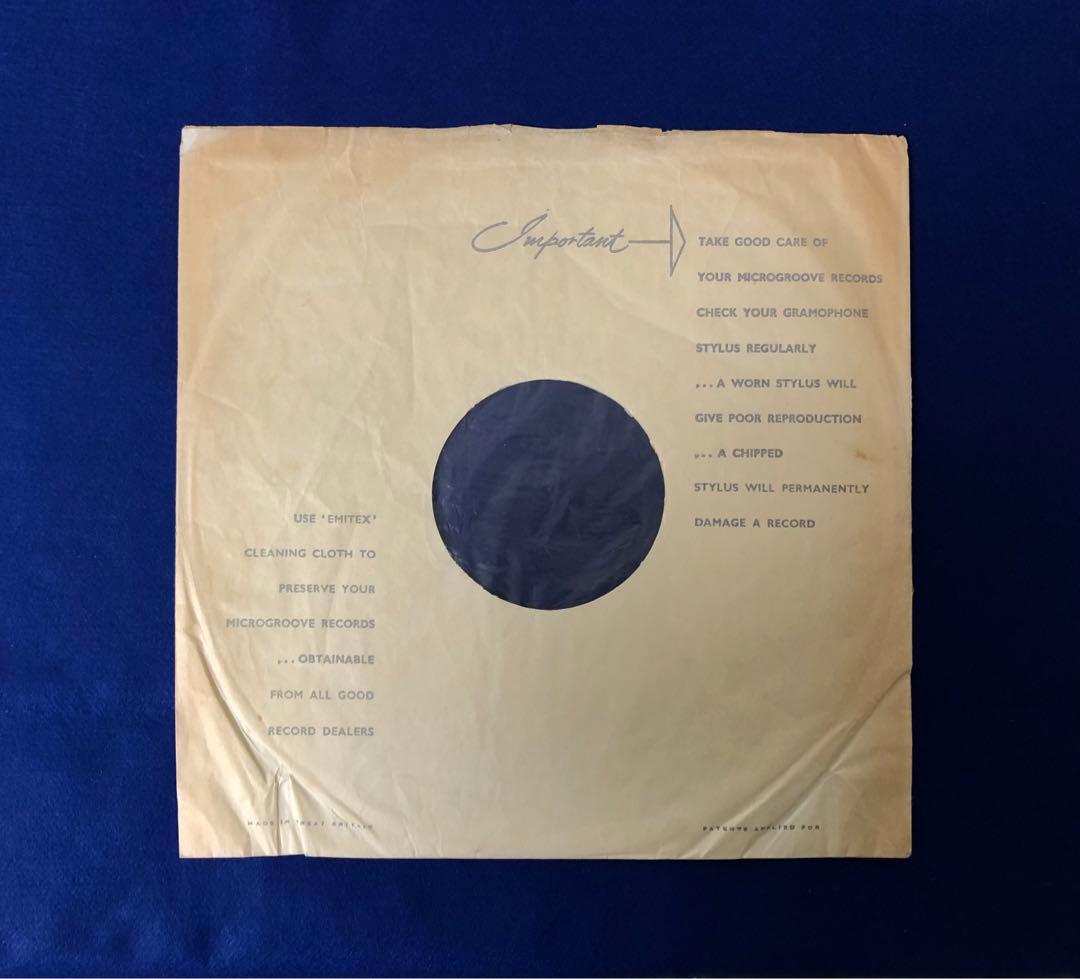 Important
TAKE GOOD CARE OF
YOUR MICROGROOVE RECORDS
CHECK YOUR GRAMOPHONE
STYLUS REGULARLY
...A WORN STYLUS WILL
GIVE POOR REPRODUCTION
...A CHIPPED
STYLUS WILL PERMANENTLY
DAMAGE A RECORD
USE 'EMITEX'
CLEANING CLOTH TO
PRESERVE YOUR
MICROGROOVE RECORDS
...OBTAINABLE
FROM ALL GOOD
RECORD DEALERS
MADE IN GREAT BRITAIN
PATENTS APPLIED FOR